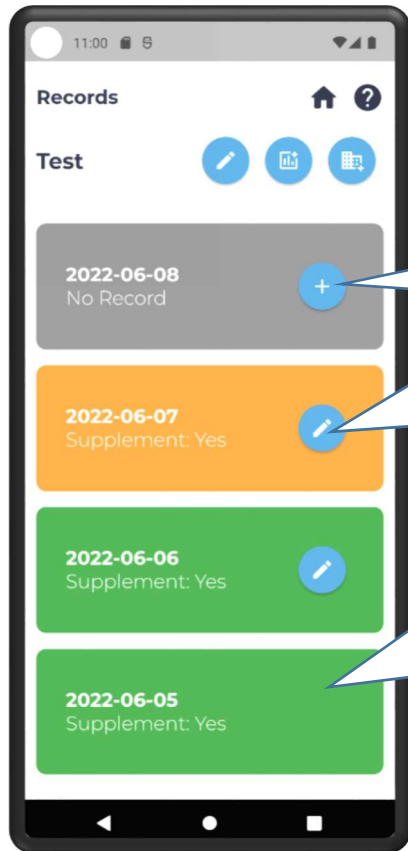 11:00
Records
Test
2022-06-08
No Record
2022-06-07
Supplement: Yes
2022-06-06
Supplement: Yes
2022-06-05
Supplement: Yes